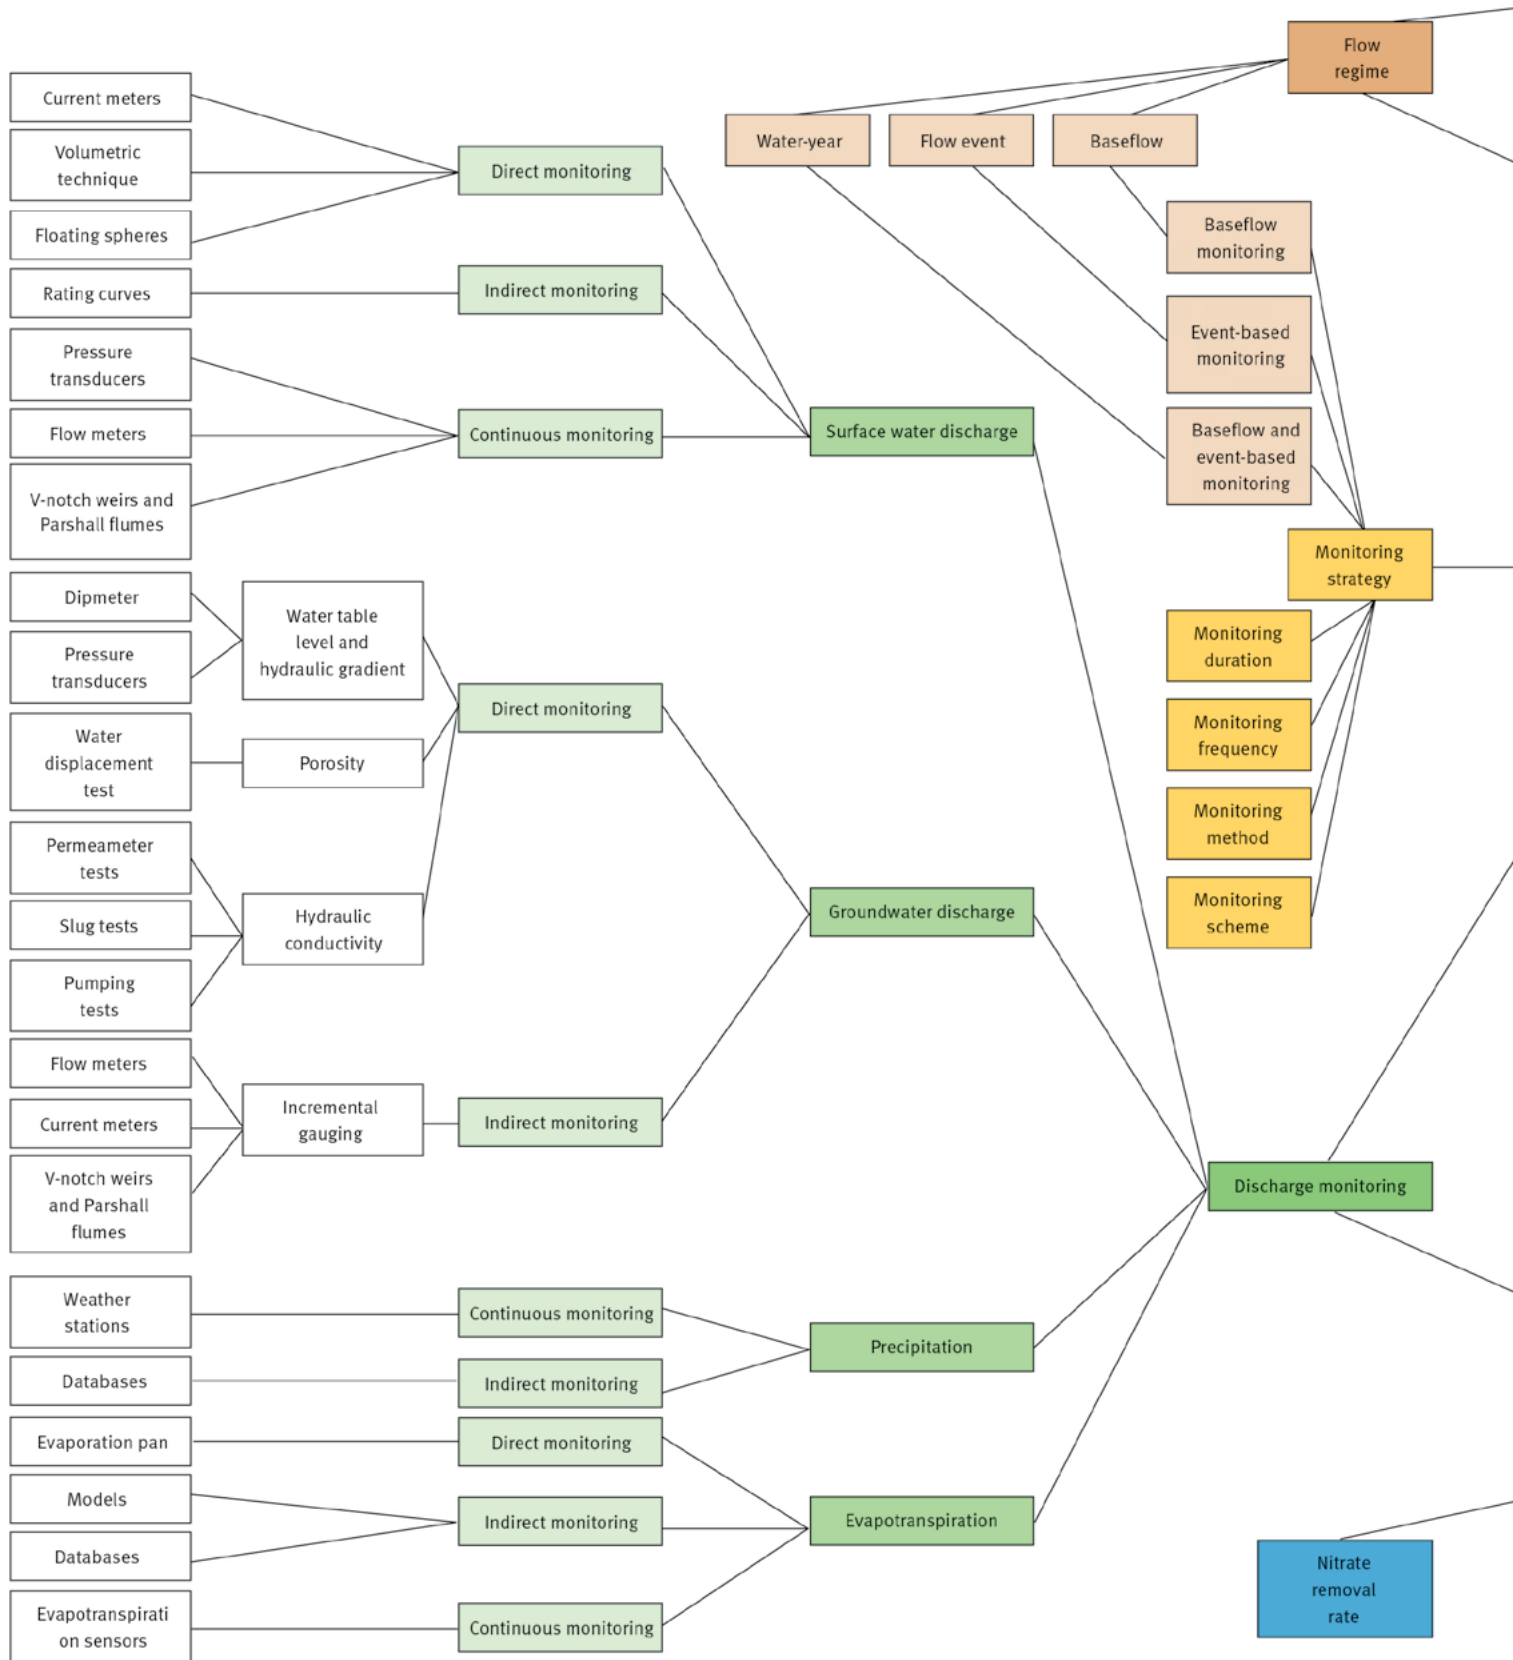 Flow
regime
Water-year
Flow event
Baseflow
Baseflow
monitoring
Event-based
monitoring
Baseflow and
event-based
monitoring
Monitoring
strategy
Monitoring
duration
Monitoring
frequency
Monitoring
method
Monitoring
scheme
Current meters
Volumetric
technique
Floating spheres
Direct monitoring
Rating curves
Indirect monitoring
Pressure
transducers
Flow meters
V-notch weirs and
Parshall flumes
Continuous monitoring
Surface water discharge
Dipmeter
Pressure
transducers
Water table
level and
hydraulic gradient
Water
displacement
test
Porosity
Permeameter
tests
Slug tests
Pumping
tests
Hydraulic
conductivity
Direct monitoring
Flow meters
Current meters
V-notch weirs
and Parshall
flumes
Incremental
gauging
Indirect monitoring
Groundwater discharge
Discharge monitoring
Weather
stations
Continuous monitoring
Databases
Indirect monitoring
Precipitation
Evaporation pan
Direct monitoring
Models
Databases
Indirect monitoring
Evapotranspirati
on sensors
Continuous monitoring
Evapotranspiration
Nitrate
removal
rate